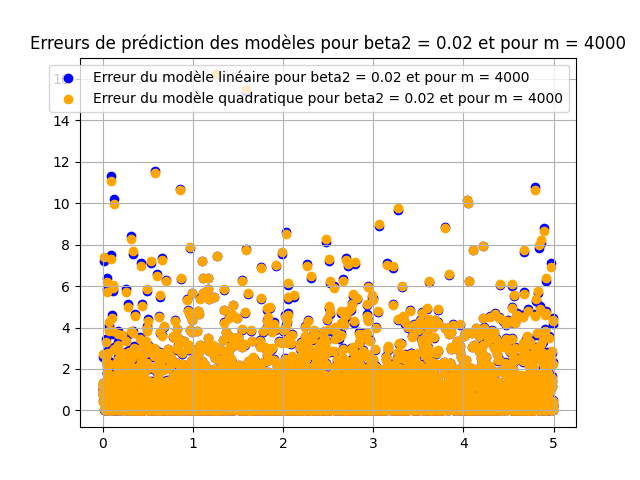 Erreurs de prédiction des modèles pour beta2 = 0.02 et pour m = 4000
Erreur du modèle linéaire pour beta2 = 0.02 et pour m = 4000
Erreur du modèle quadratique pour beta2 = 0.02 et pour m = 4000
16
14
12
10
8
6
4
2
0
0 1 2 3 4 5